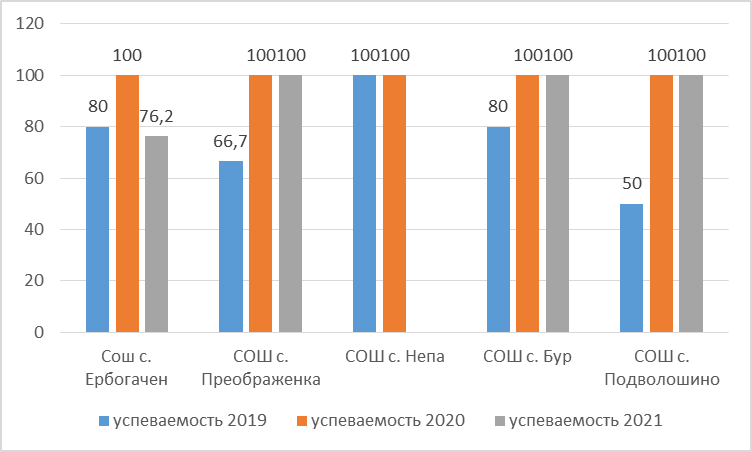 120
100
80
60
40
20
0
80
100
76,2
66,7
100100
100100
80
100100
50
100100
Сош с.
Ербогачен
СОШ с.
Преображенка
СОШ с. Непа
СОШ с. Бур
СОШ с.
Подволошино
успеваемость 2019
успеваемость 2020
успеваемость 2021